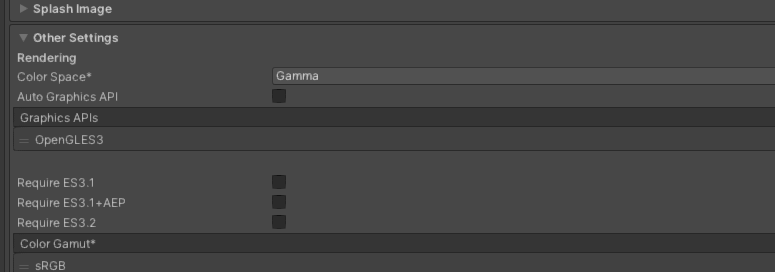 Splash Image
Other Settings
Rendering
Color Space* Gamma
Auto Graphics API
Graphics APIs
OpenGLES3
Require ES3.1
Require ES3.1+AEP
Require ES3.2
Color Gamut*
sRGB